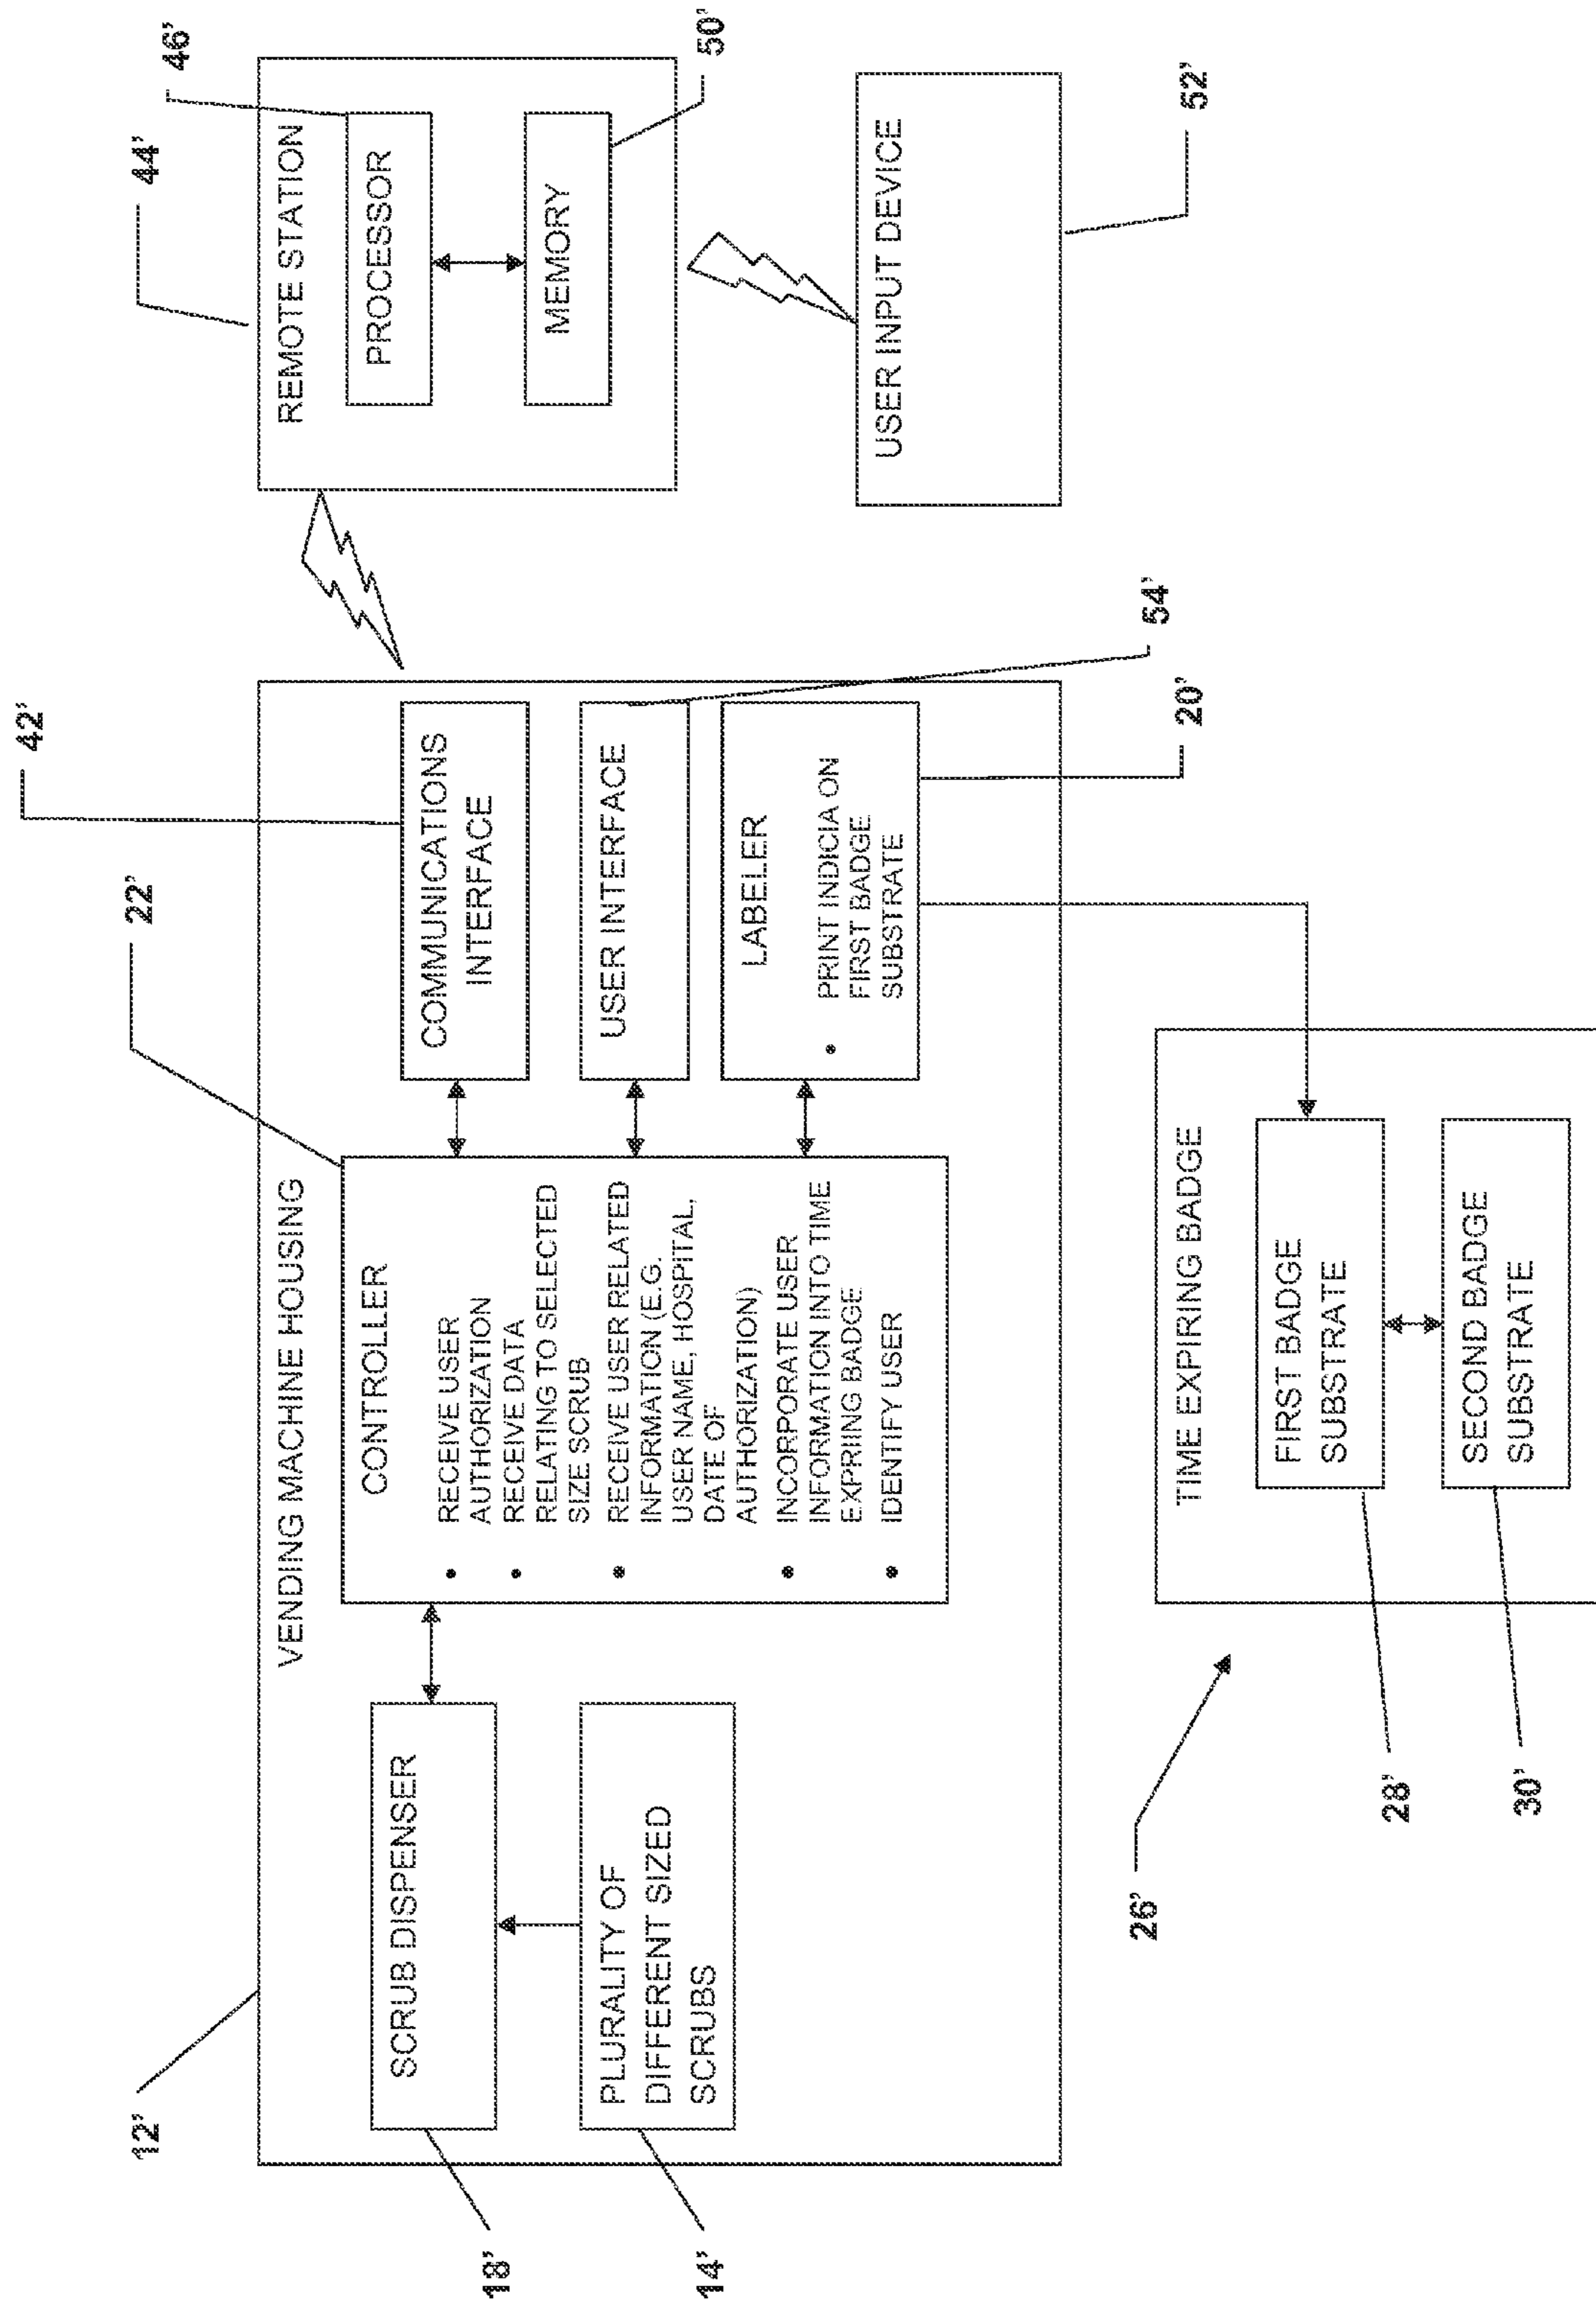 12'
VENDING MACHINE HOUSING
18'
SCRUB DISPENSER
14'
PLURALITY OF
DIFFERENT SIZED
SCRUBS
22'
CONTROLLER
• RECEIVE USER
AUTHORIZATION
• RECEIVE DATA
RELATING TO SELECTED
SIZE SCRUB
• RECEIVE USER RELATED
INFORMATION (E.G.
USER NAME, HOSPITAL,
DATE OF
AUTHORIZATION)
• INCORPORATE USER
INFORMATION INTO TIME
EXPRIING BADGE
• IDENTIFY USER
42'
COMMUNICATIONS
INTERFACE
USER INTERFACE
54'
LABELER
• PRINT INDICIA ON
FIRST BADGE
SUBSTRATE
20'
44'
REMOTE STATION
46'
PROCESSOR
MEMORY
50'
USER INPUT DEVICE
52'
26'
TIME EXPIRING BADGE
FIRST BADGE
SUBSTRATE
28'
SECOND BADGE
SUBSTRATE
30'